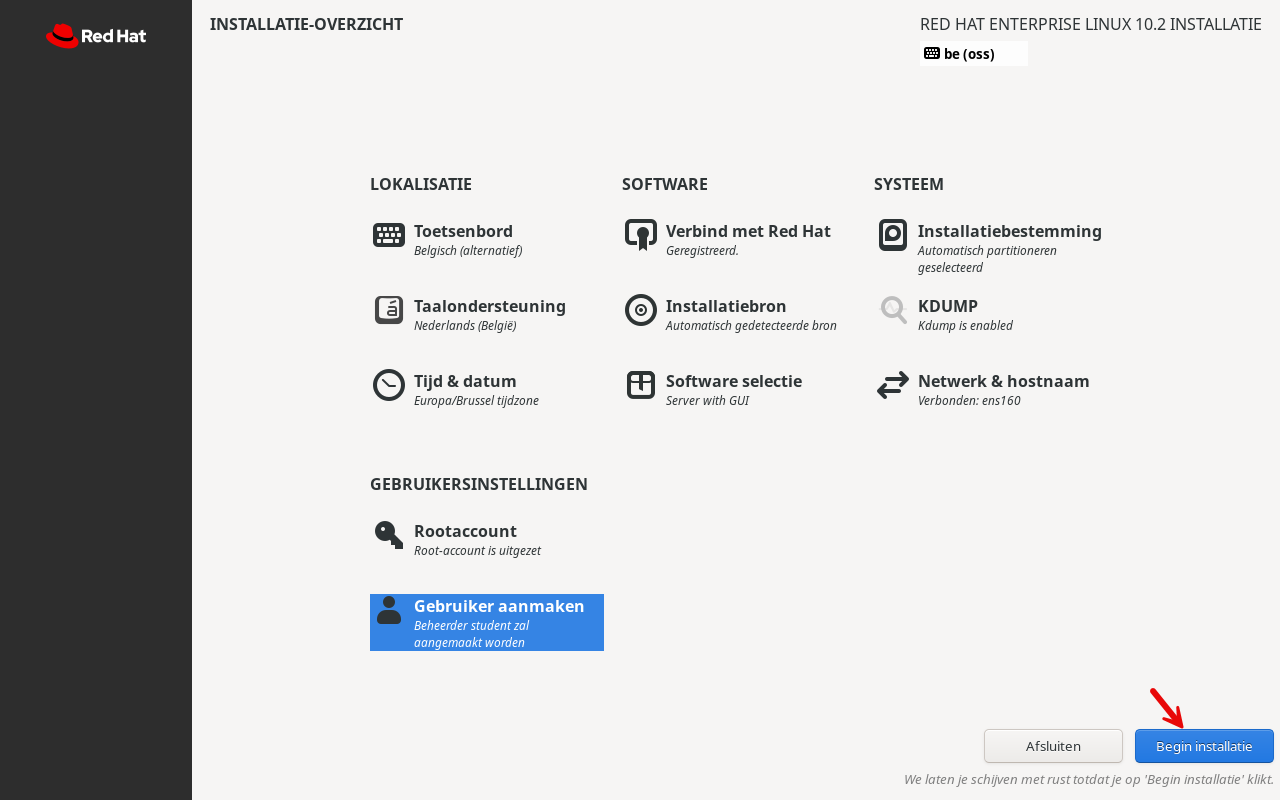 Red Hat
INSTALLATIE-OVERZICHT
RED HAT ENTERPRISE LINUX 10.2 INSTALLATIE
be (oss)
LOKALISATIE
Toetsenbord
Belgisch (alternatief)
Taalondersteuning
Nederlands (België)
Tijd & datum
Europa/Brussel tijdzone
SOFTWARE
Verbind met Red Hat
Geregistreerd.
Installatiebron
Automatisch gedetecteerde bron
Software selectie
Server with GUI
SYSTEEM
Installatiebestemming
Automatisch partitioneren
geselecteerd
KDUMP
Kdump is enabled
Netwerk & hostnaam
Verbonden: ens160
GEBRUIKERSINSTELLINGEN
Rootaccount
Root-account is uitgezet
Gebruiker aanmaken
Beheerder student zal
aangemaakt worden
Afsluiten
Begin installatie
We laten je schijven met rust totdat je op 'Begin installatie' klikt.